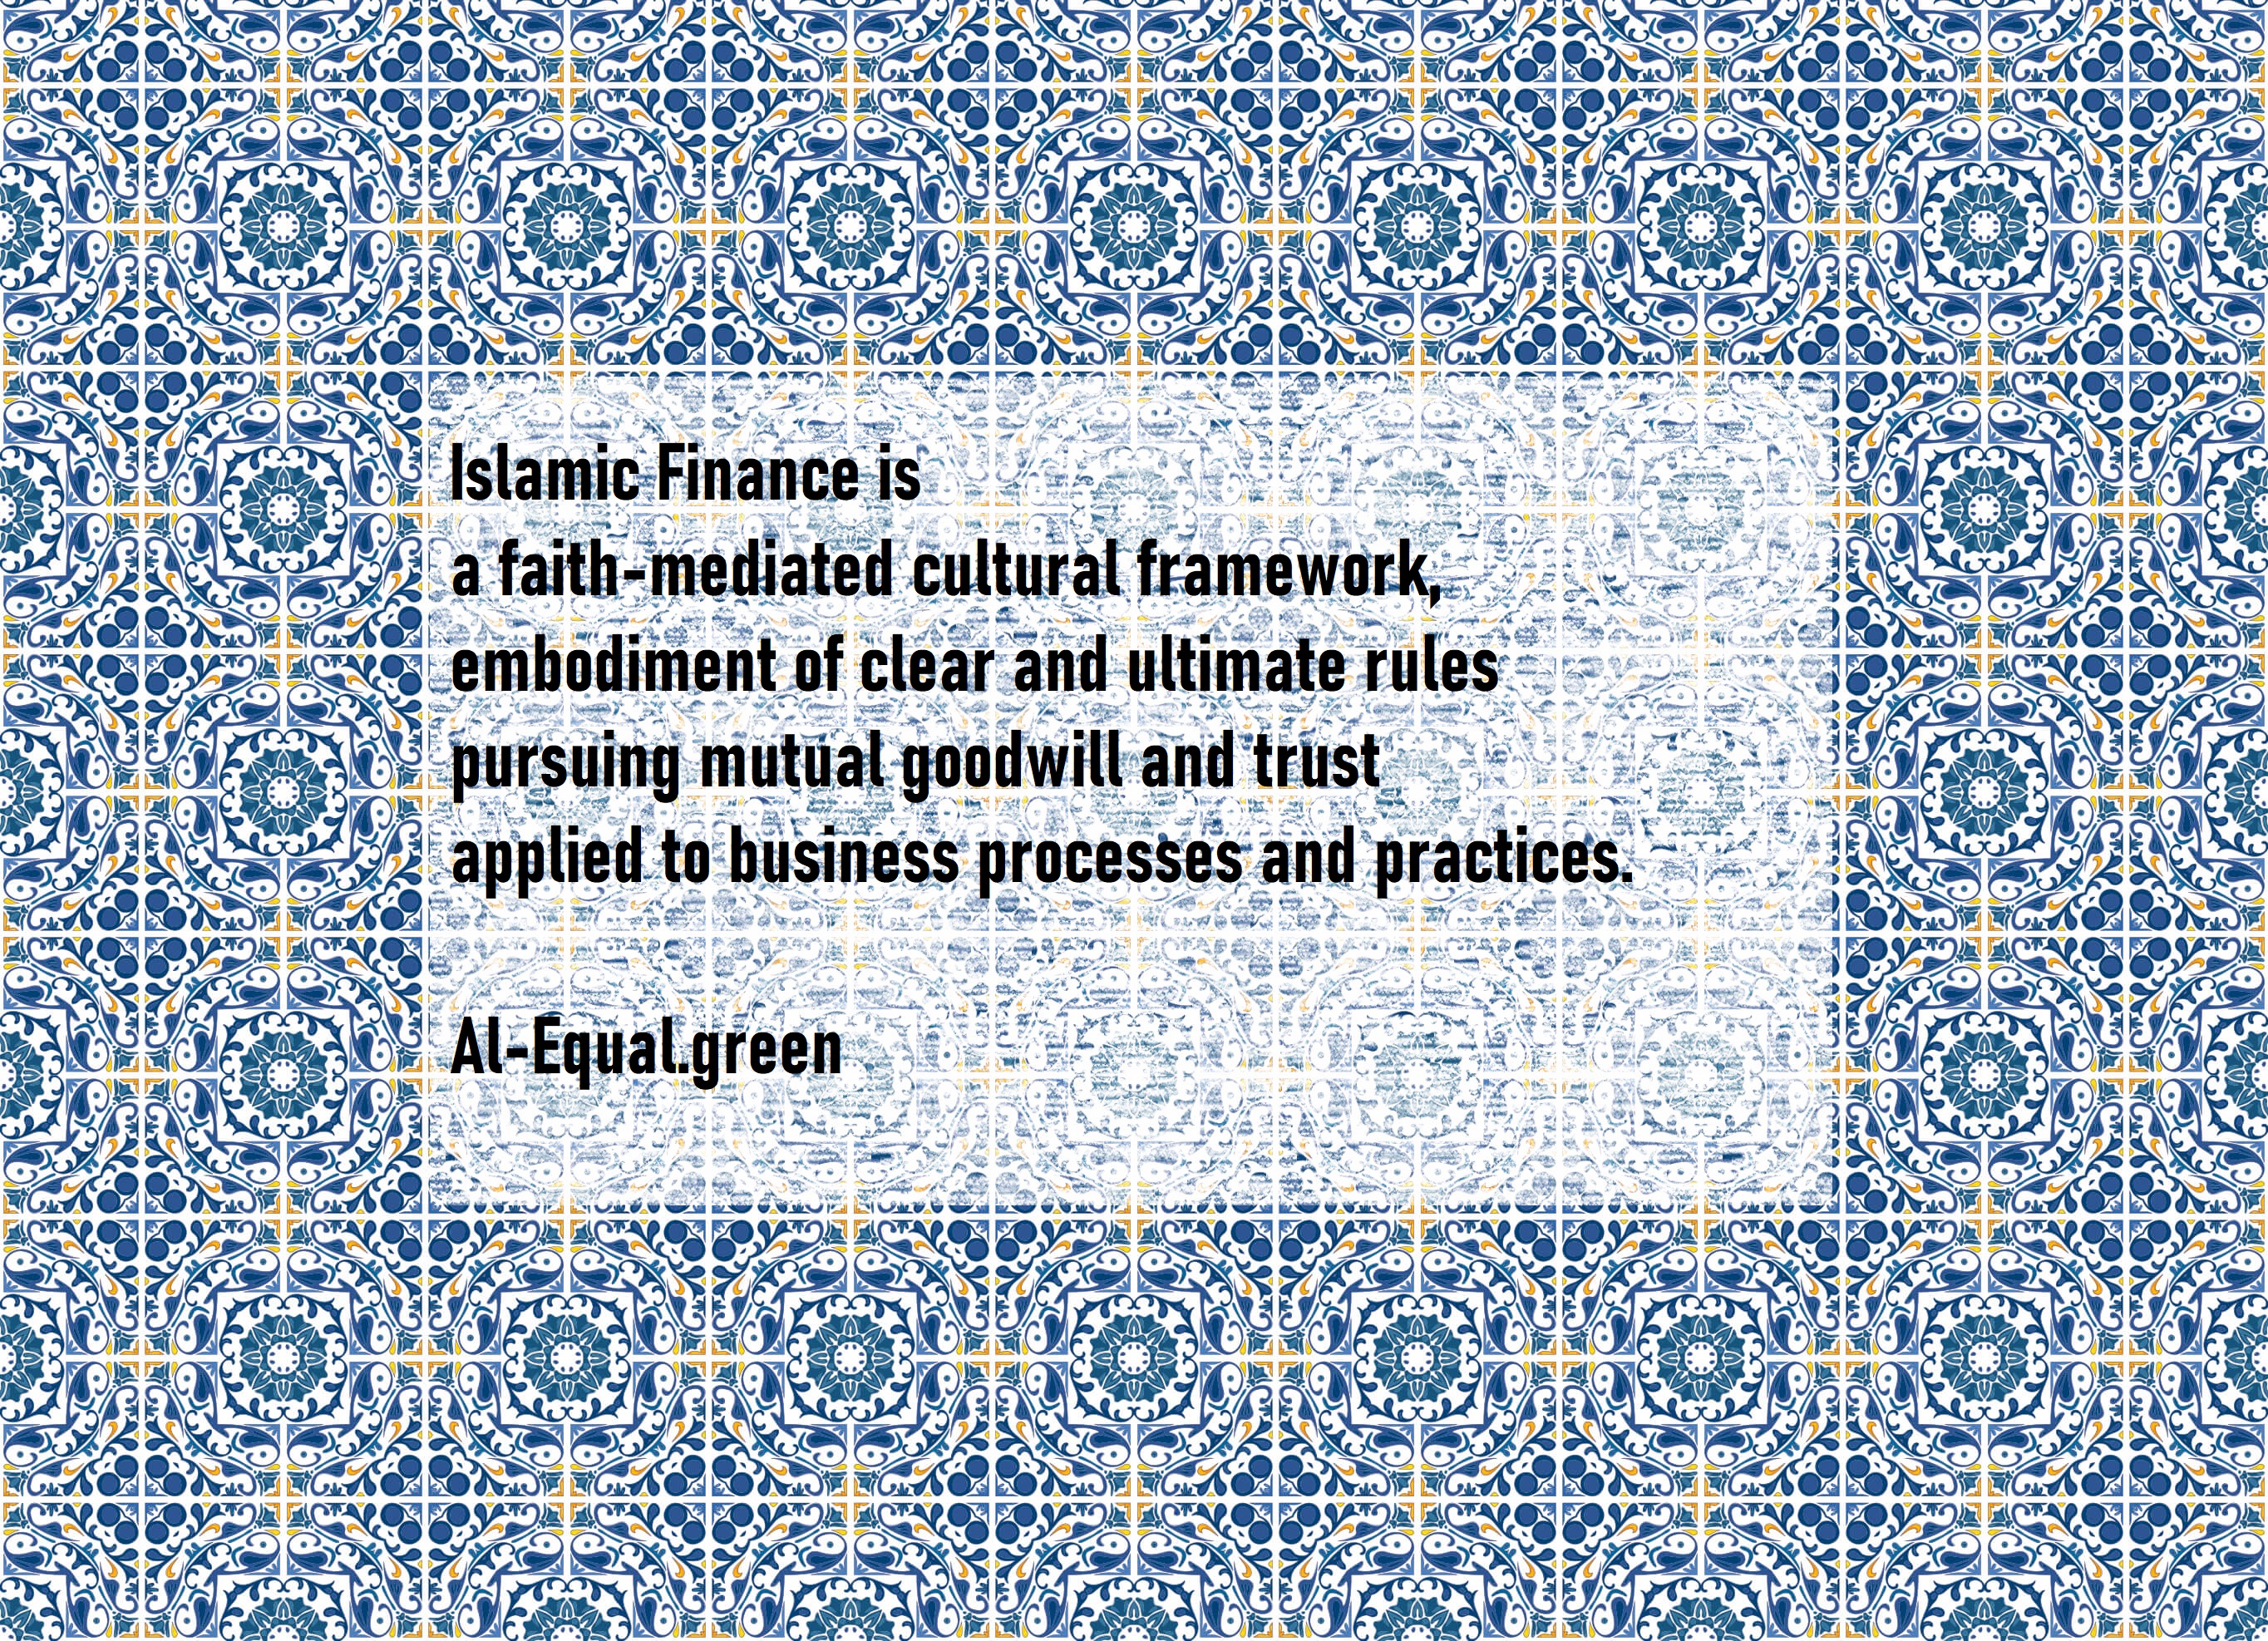 Islamic Finance is
a faith-mediated cultural framework,
embodiment of clear and ultimate rules
pursuing mutual goodwill and trust
applied to business processes and practices.
Al-Equal.green